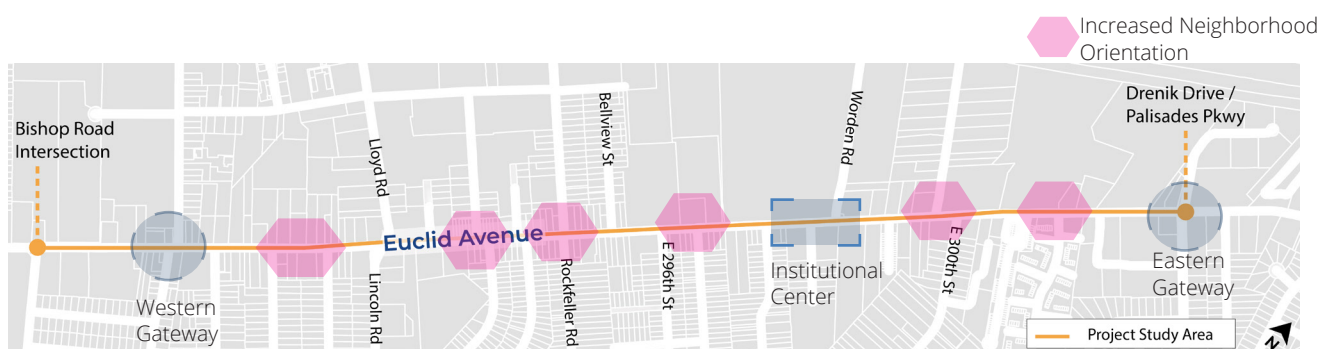 Increased Neighborhood
Orientation
Bishop Road
Intersection
Drenik Drive /
Palisades Pkwy
Lloyd Rd
Bellview St
Worden Rd
Euclid Avenue
Western
Gateway
Lincoln Rd
Rockfeller Rd
E 296th St
Institutional
Center
E 300th St
Eastern
Gateway
Project Study Area
N